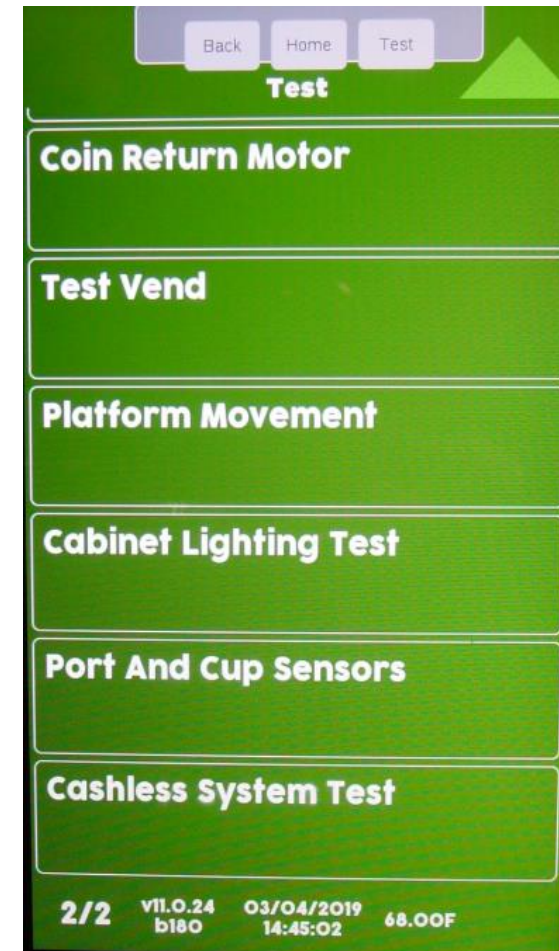 Back Home Test
Test
Coin Return Motor
Test Vend
Platform Movement
Cabinet Lighting Test
Port And Cup Sensors
Cashless System Test
2/2 v11.0.24 03/04/2019 68.00F
b180 14:45:02